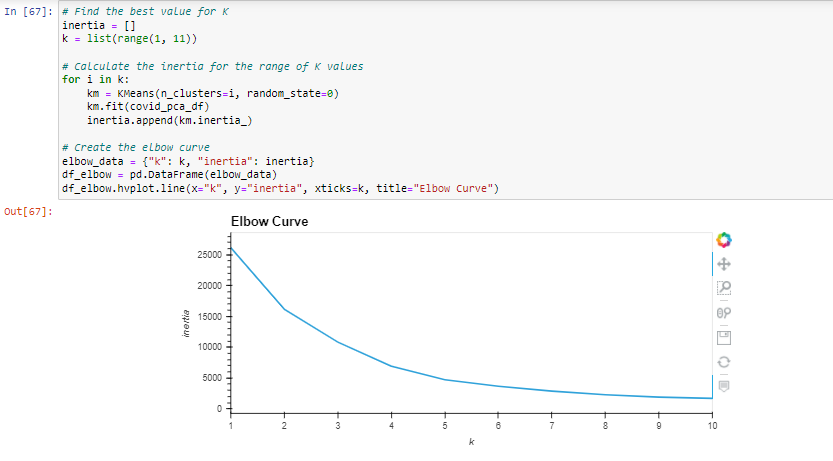 In [67]:
# Find the best value for K
inertia = []
k = list(range(1, 11))
# Calculate the inertia for the range of K values
for i in k:
    km = KMeans(n_clusters=i, random_state=0)
    km.fit(covid_pca_df)
    inertia.append(km.inertia_)
# Create the elbow curve
elbow_data = {"k": k, "inertia": inertia}
df_elbow = pd.DataFrame(elbow_data)
df_elbow.hvplot.line(x="k", y="inertia", xticks=k, title="Elbow Curve")
Out[67]:
Elbow Curve
inertia
25000
20000
15000
10000
5000
0
1 2 3 4 5 6 7 8 9 10
k